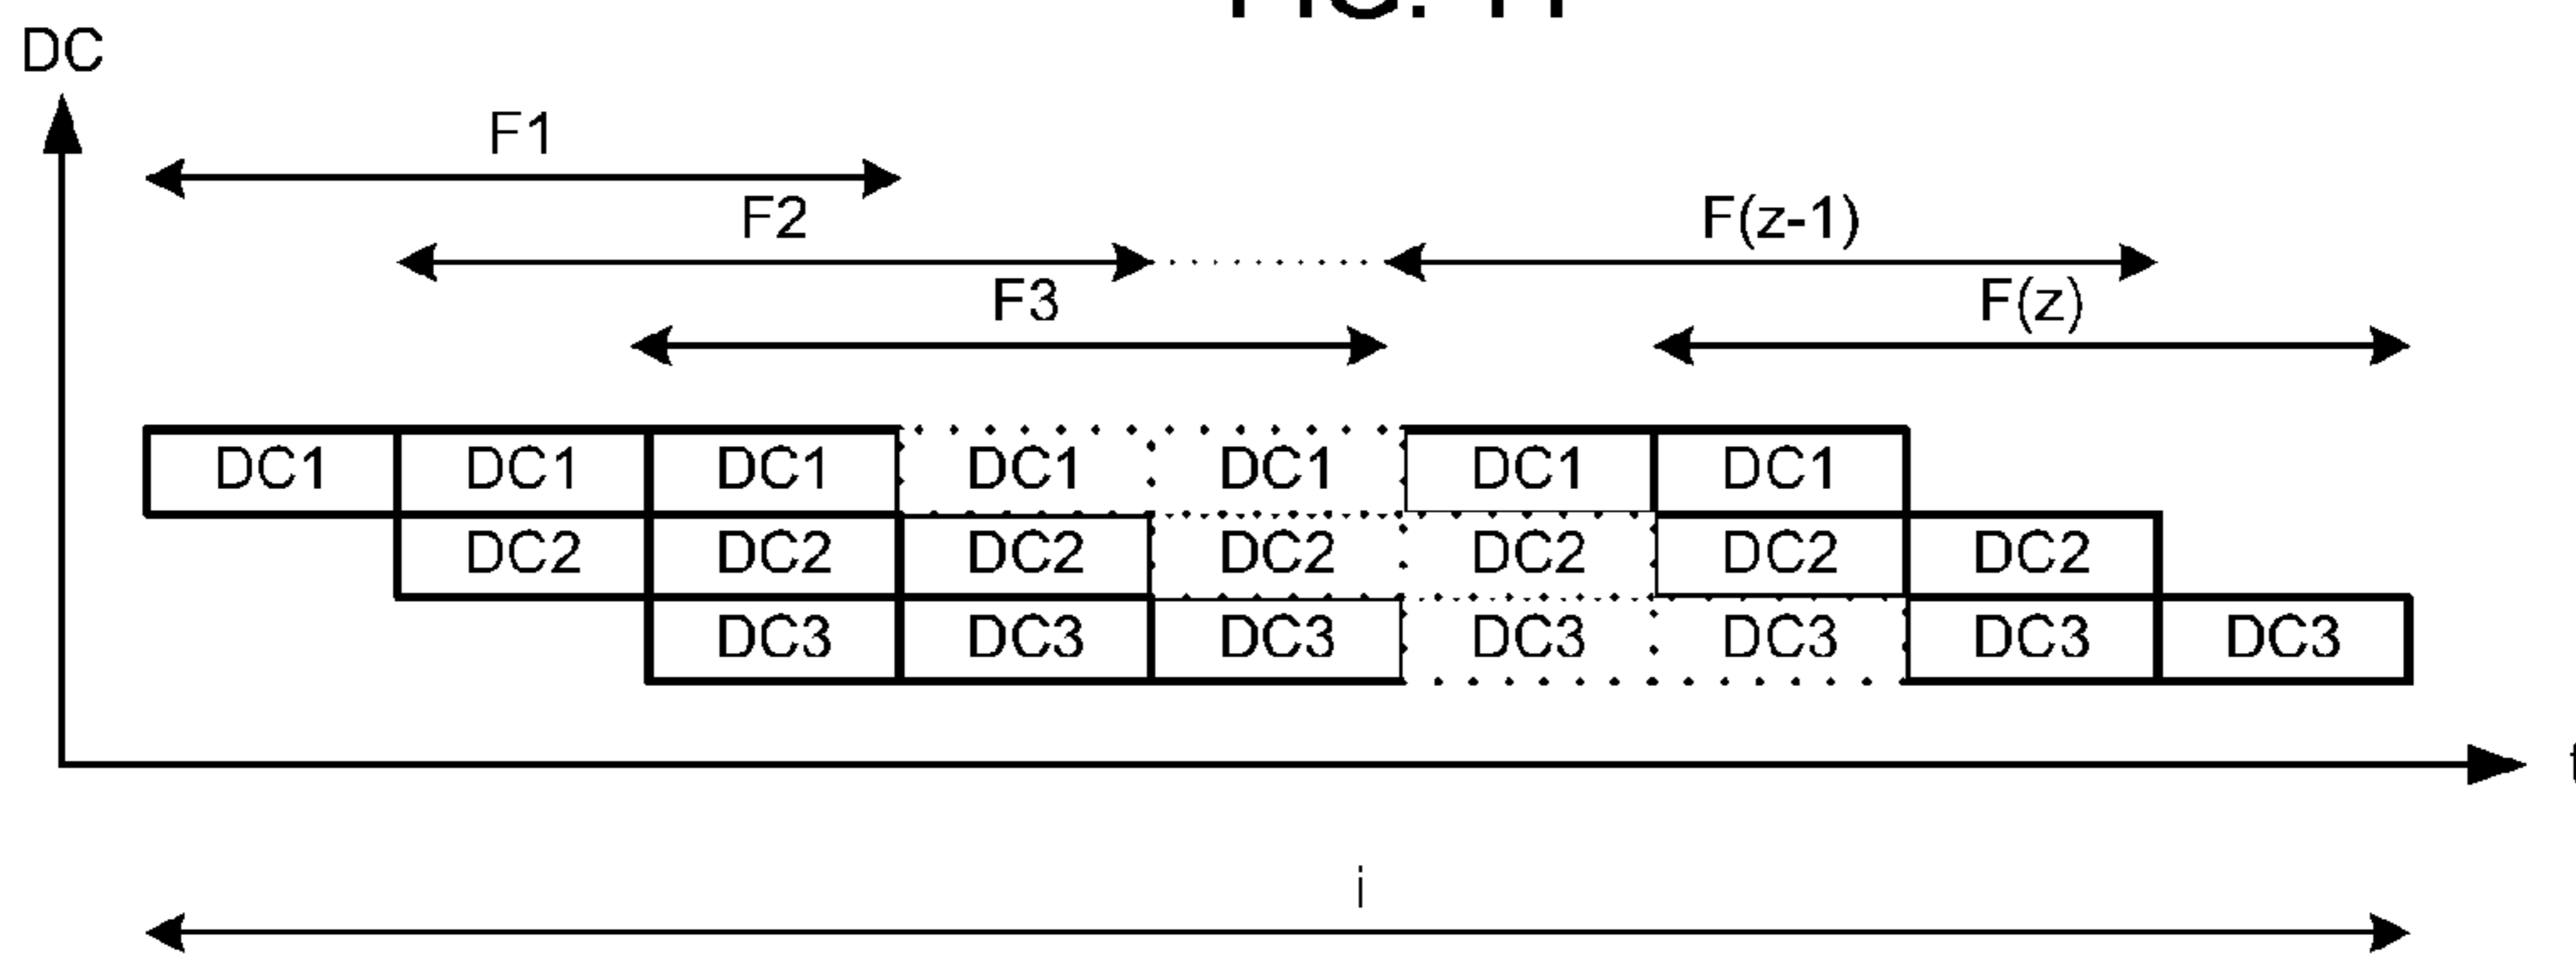 DC
F1
F2
F(z-1)
F3
F(z)
DC1 DC1 DC1 DC1 DC1 DC1 DC1
DC2 DC2 DC2 DC2 DC2 DC2 DC2
DC3 DC3 DC3 DC3 DC3 DC3 DC3
i